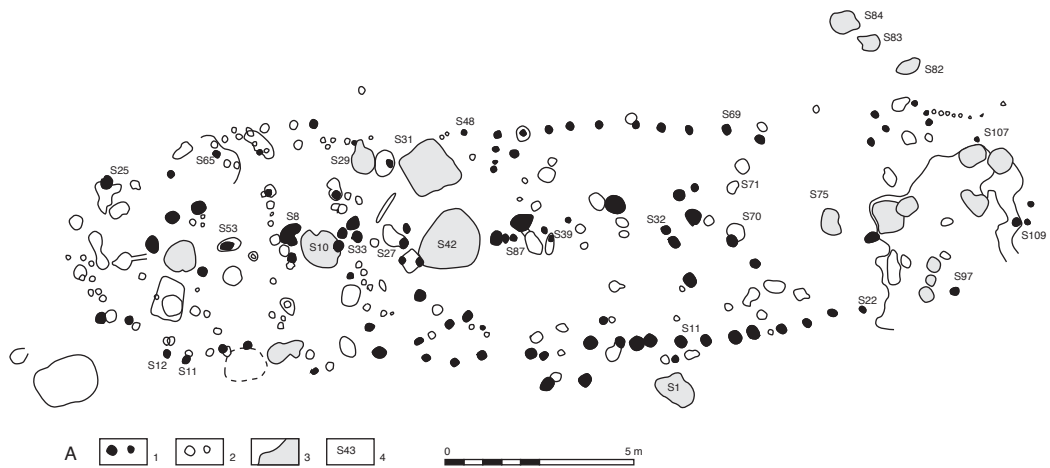 S84
S83
S82
S69
S48
S31
S107
S65
S29
S25
S71
S75
S8
S53
S10
S33
S27
S42
S87
S39
S32
S70
S109
S97
S22
S11
S12
S11
S1
A 1 2 3 S43 4 0 5 m